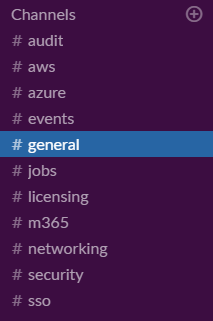 Channels
# audit
# aws
# azure
# events
# general
# jobs
# licensing
# m365
# networking
# security
# sso